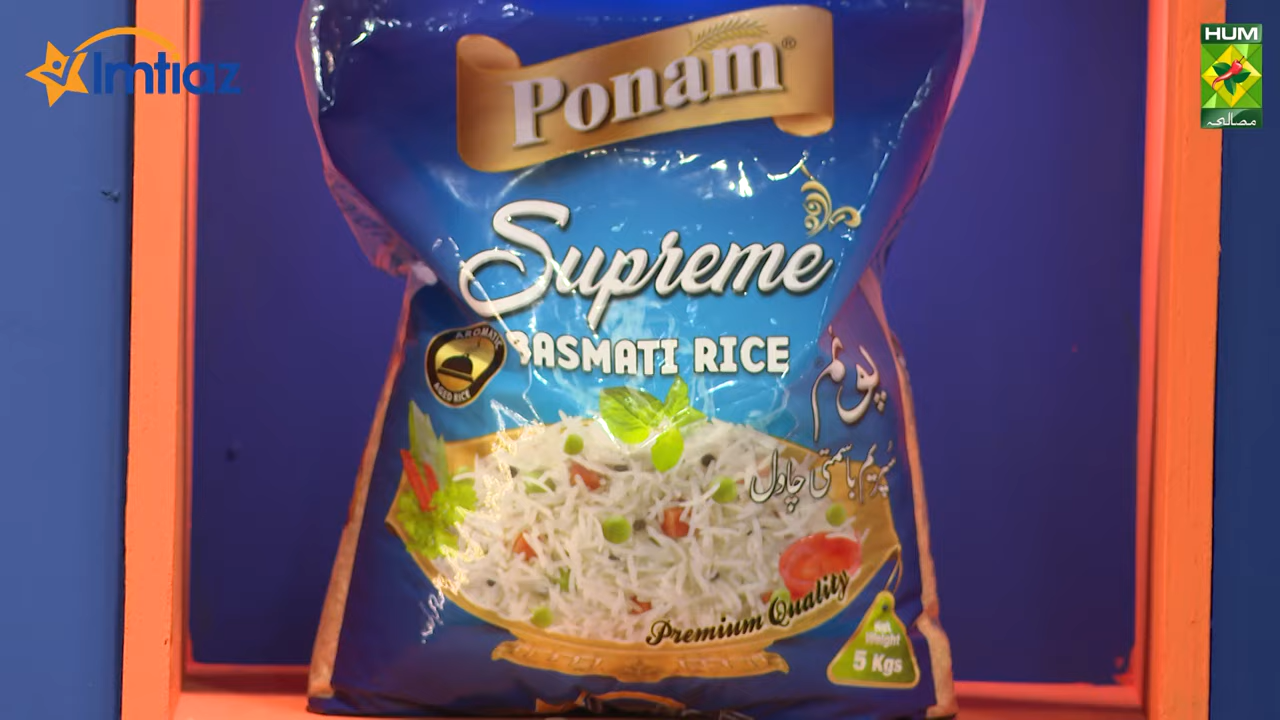 Imtiaz
HUM
مصالحہ
Ponam®
Supreme
BASMATI RICE
AROMATIC
AGED RICE
پونم
سُپریم باسمتی چاول
Premium Quality
Net
Weight
5 Kgs